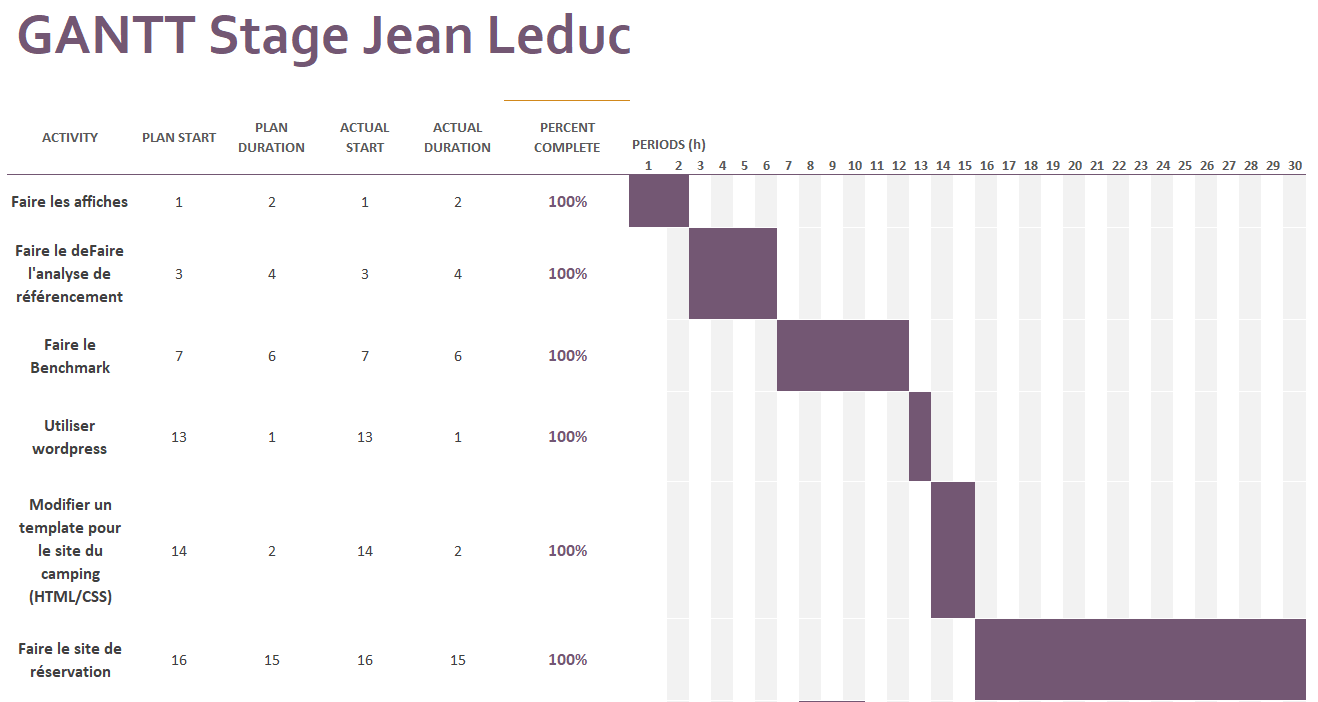 GANTT Stage Jean Leduc
ACTIVITY PLAN START PLAN DURATION ACTUAL START ACTUAL DURATION PERCENT COMPLETE PERIODS (h)
1 2 3 4 5 6 7 8 9 10 11 12 13 14 15 16 17 18 19 20 21 22 23 24 25 26 27 28 29 30
Faire les affiches 1 2 1 2 100%
Faire le deFaire
l'analyse de 3 4 3 4 100%
référencement
Faire le
Benchmark 7 6 7 6 100%
Utiliser
wordpress 13 1 13 1 100%
Modifier un
template pour
le site du 14 2 14 2 100%
camping
(HTML/CSS)
Faire le site de
réservation 16 15 16 15 100%